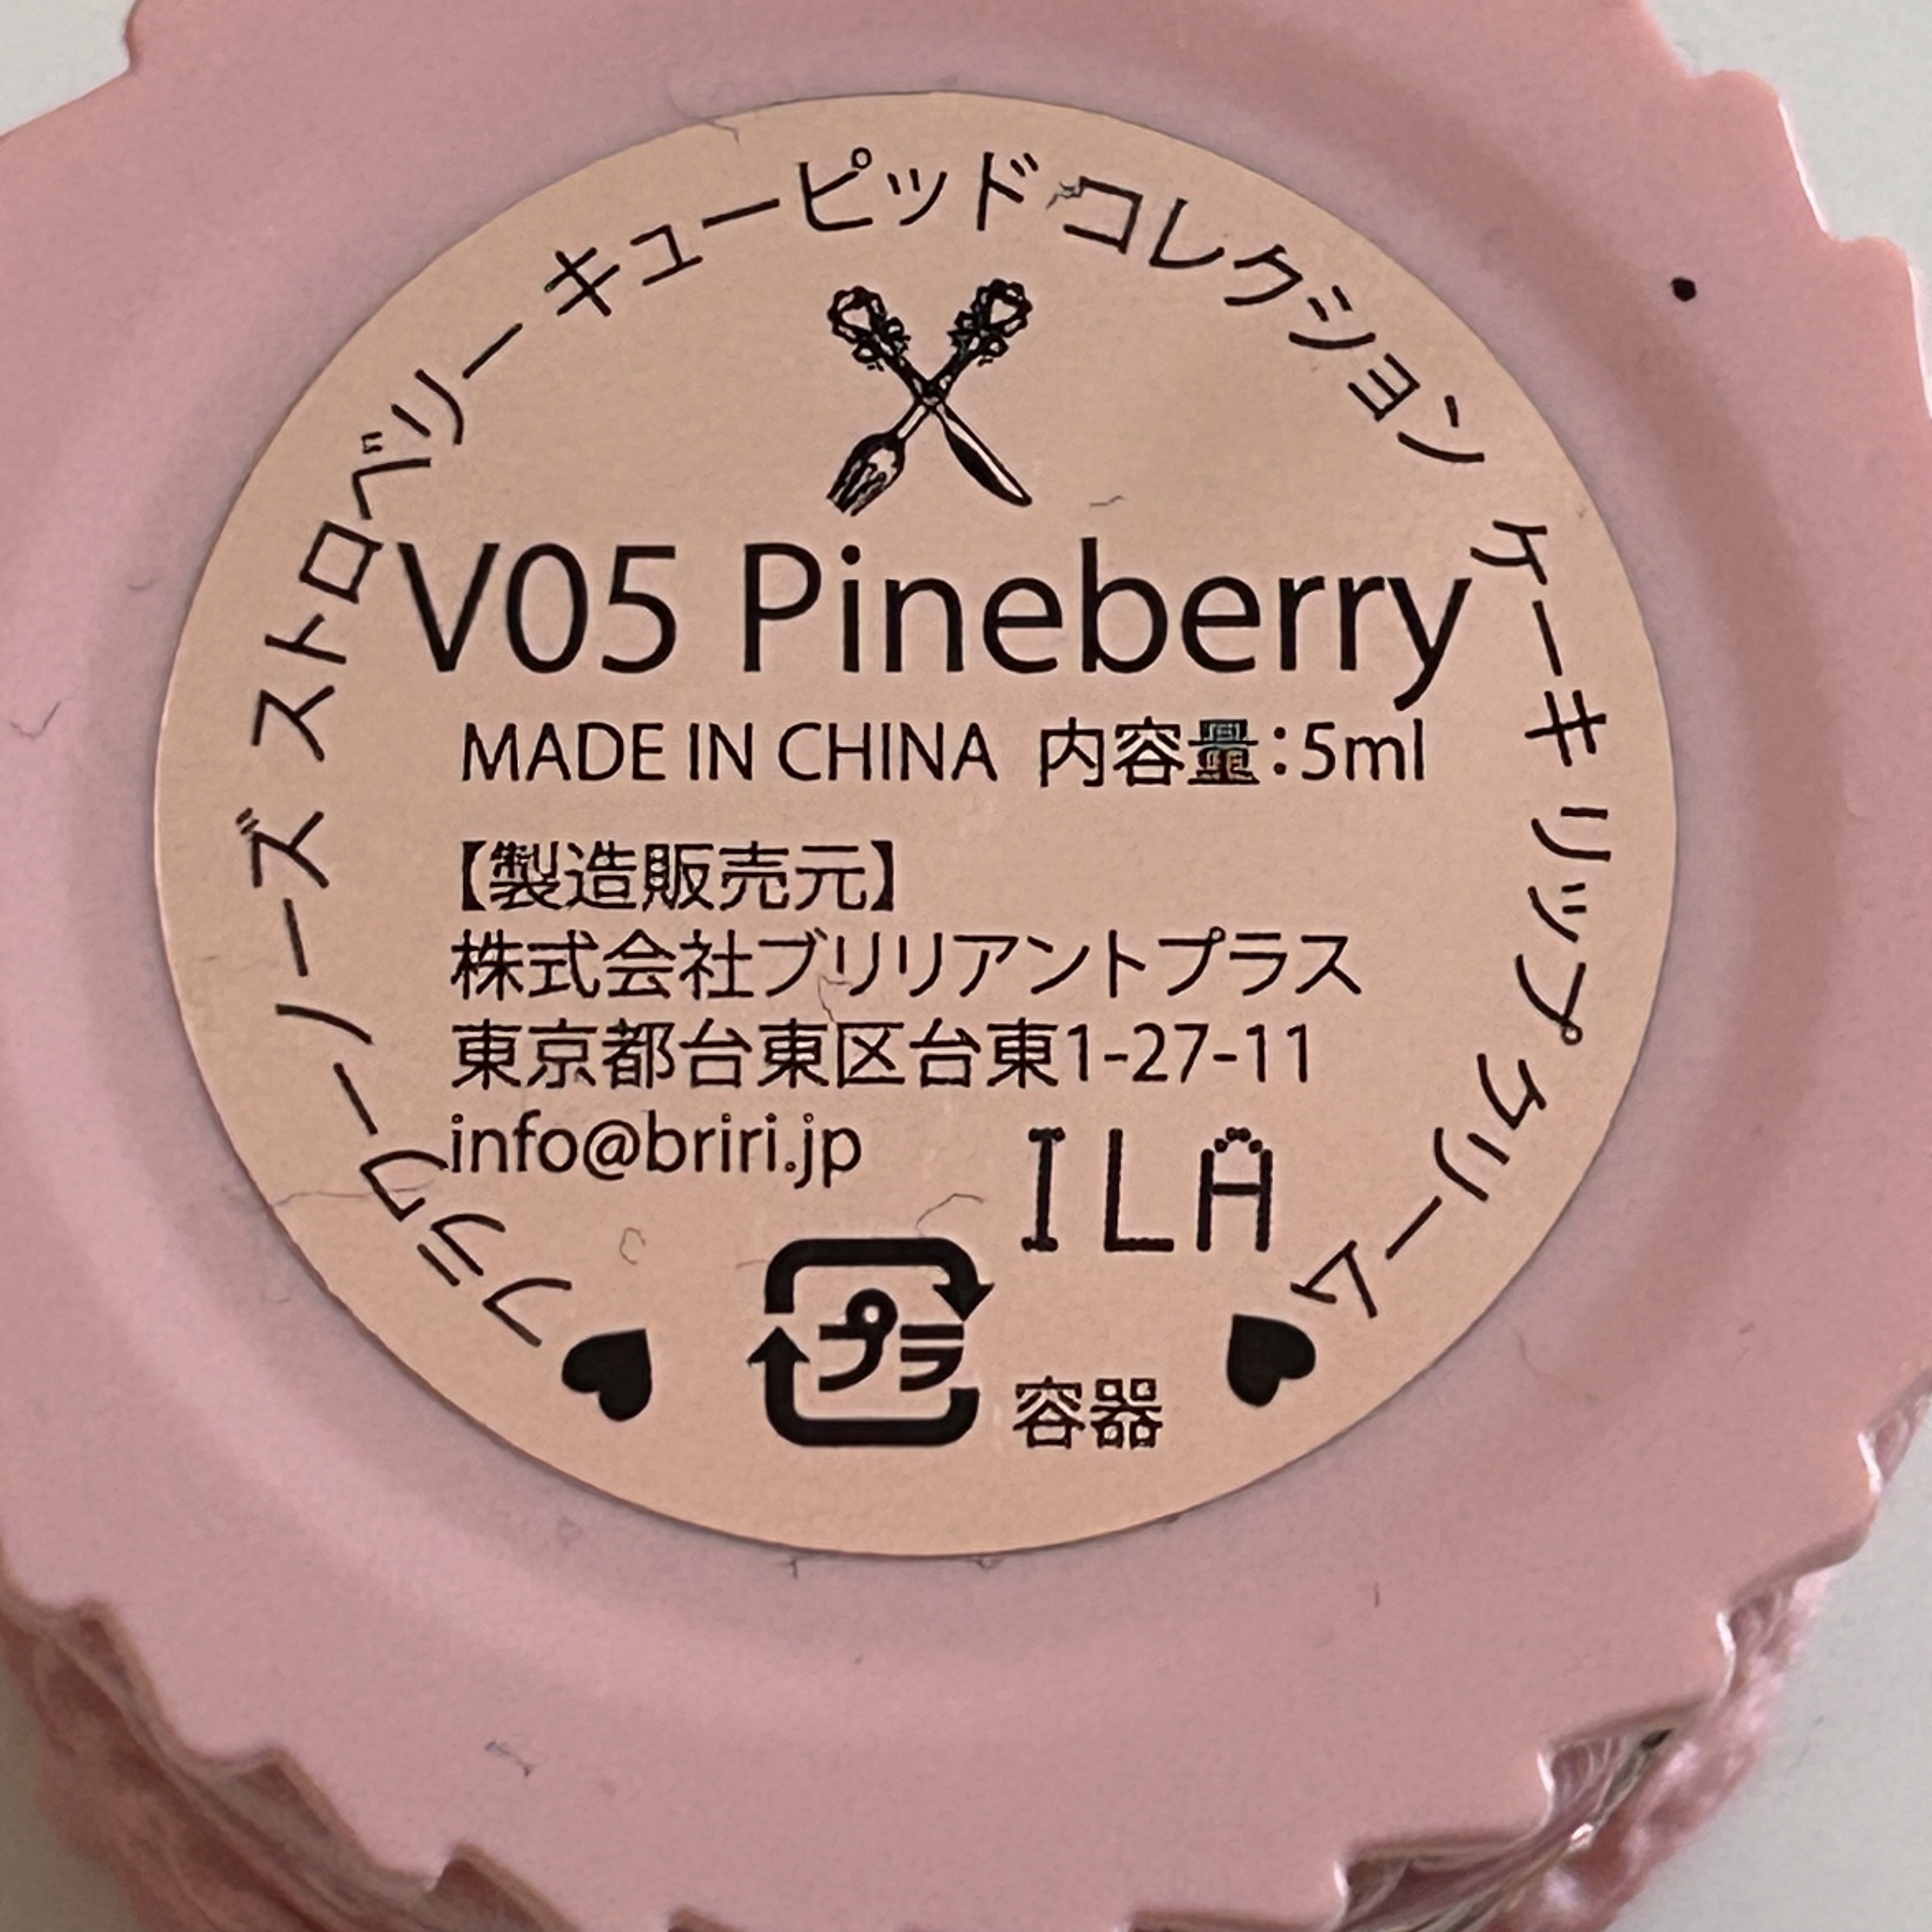 フラワーノーズ ストロベリー キューピッド コレクション ケーキ リップ クリーム
V05 Pineberry
MADE IN CHINA 内容量：5ml
【製造販売元】
株式会社ブリリアントプラス
東京都台東区台東1-27-11
info@briri.jp
ILA
プラ
容器